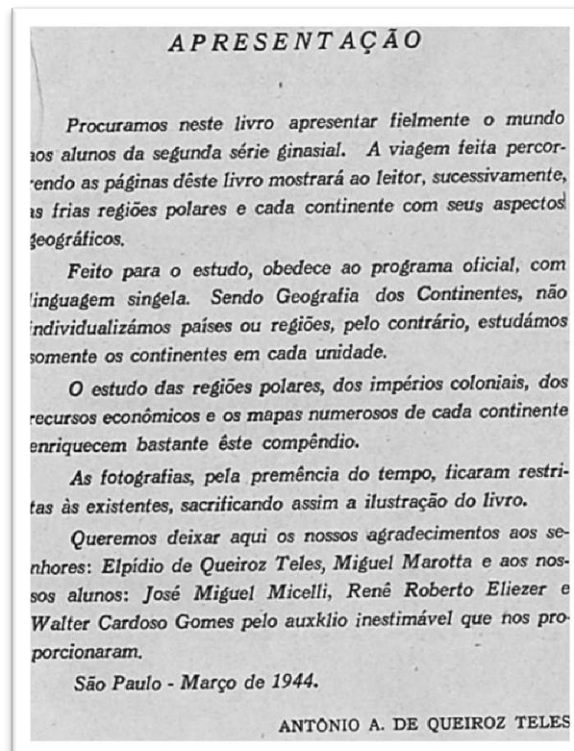 APRESENTAÇÃO
Procuramos neste livro apresentar fielmente o mundo
aos alunos da segunda série ginasial. A viagem feita percor-
rendo as páginas dêste livro mostrará ao leitor, sucessivamente,
as frias regiões polares e cada continente com seus aspectos
geográficos.
Feito para o estudo, obedece ao programa oficial, com
linguagem singela. Sendo Geografia dos Continentes, não
individualizámos países ou regiões, pelo contrário, estudámos
somente os continentes em cada unidade.
O estudo das regiões polares, dos impérios coloniais, dos
recursos econômicos e os mapas numerosos de cada continente
enriquecem bastante êste compêndio.
As fotografias, pela premência do tempo, ficaram restri-
tas às existentes, sacrificando assim a ilustração do livro.
Queremos deixar aqui os nossos agradecimentos aos se-
nhores: Elpídio de Queiroz Teles, Miguel Marotta e aos nos-
sos alunos: José Miguel Micelli, Renê Roberto Eliezer e
Walter Cardoso Gomes pelo auxklio inestimável que nos pro-
porcionaram.
São Paulo - Março de 1944.
ANTÔNIO A. DE QUEIROZ TELES